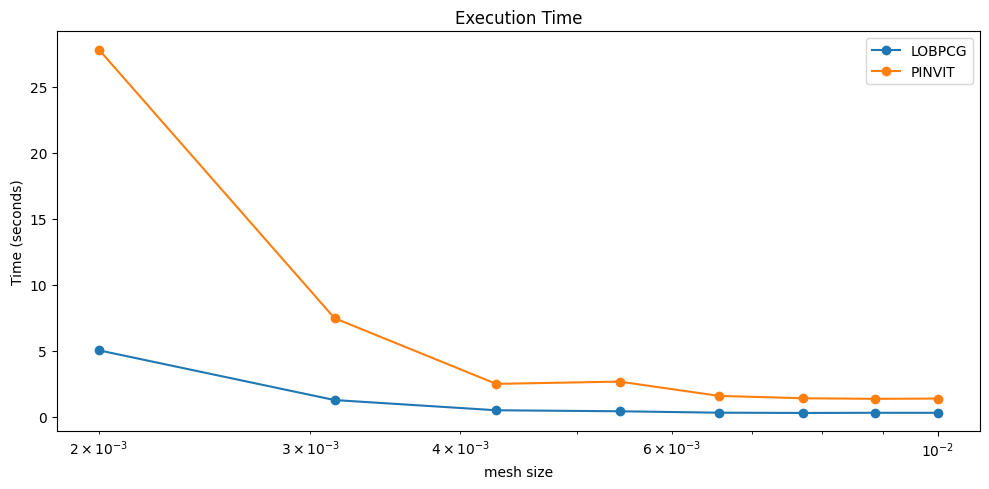 Execution Time
LOBPCG
PINVIT
25
20
15
10
5
0
Time (seconds)
2 × 10⁻³
3 × 10⁻³
4 × 10⁻³
6 × 10⁻³
10⁻²
mesh size